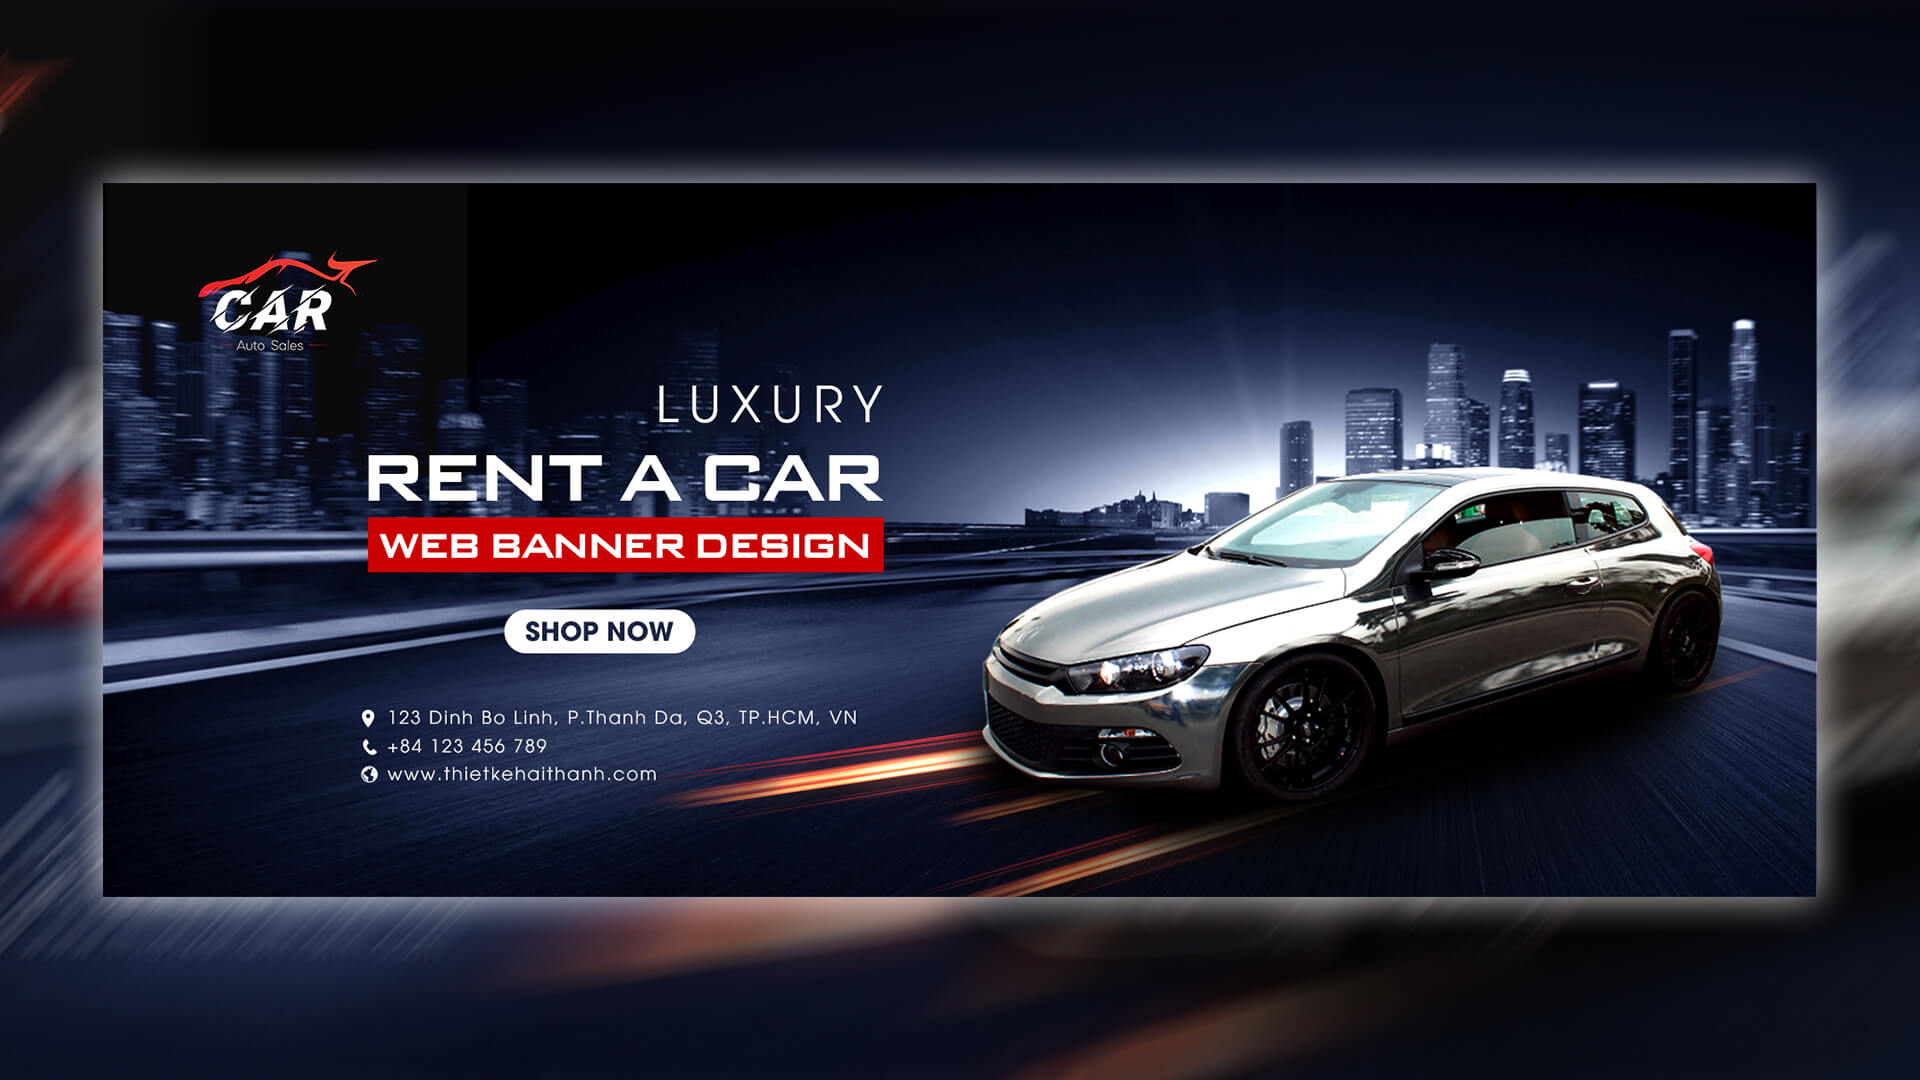 CAR
Auto Sales
LUXURY
RENT A CAR
WEB BANNER DESIGN
SHOP NOW
123 Dinh Bo Linh, P.Thanh Da, Q3, TP.HCM, VN
+84 123 456 789
www.thietkehaithanh.com